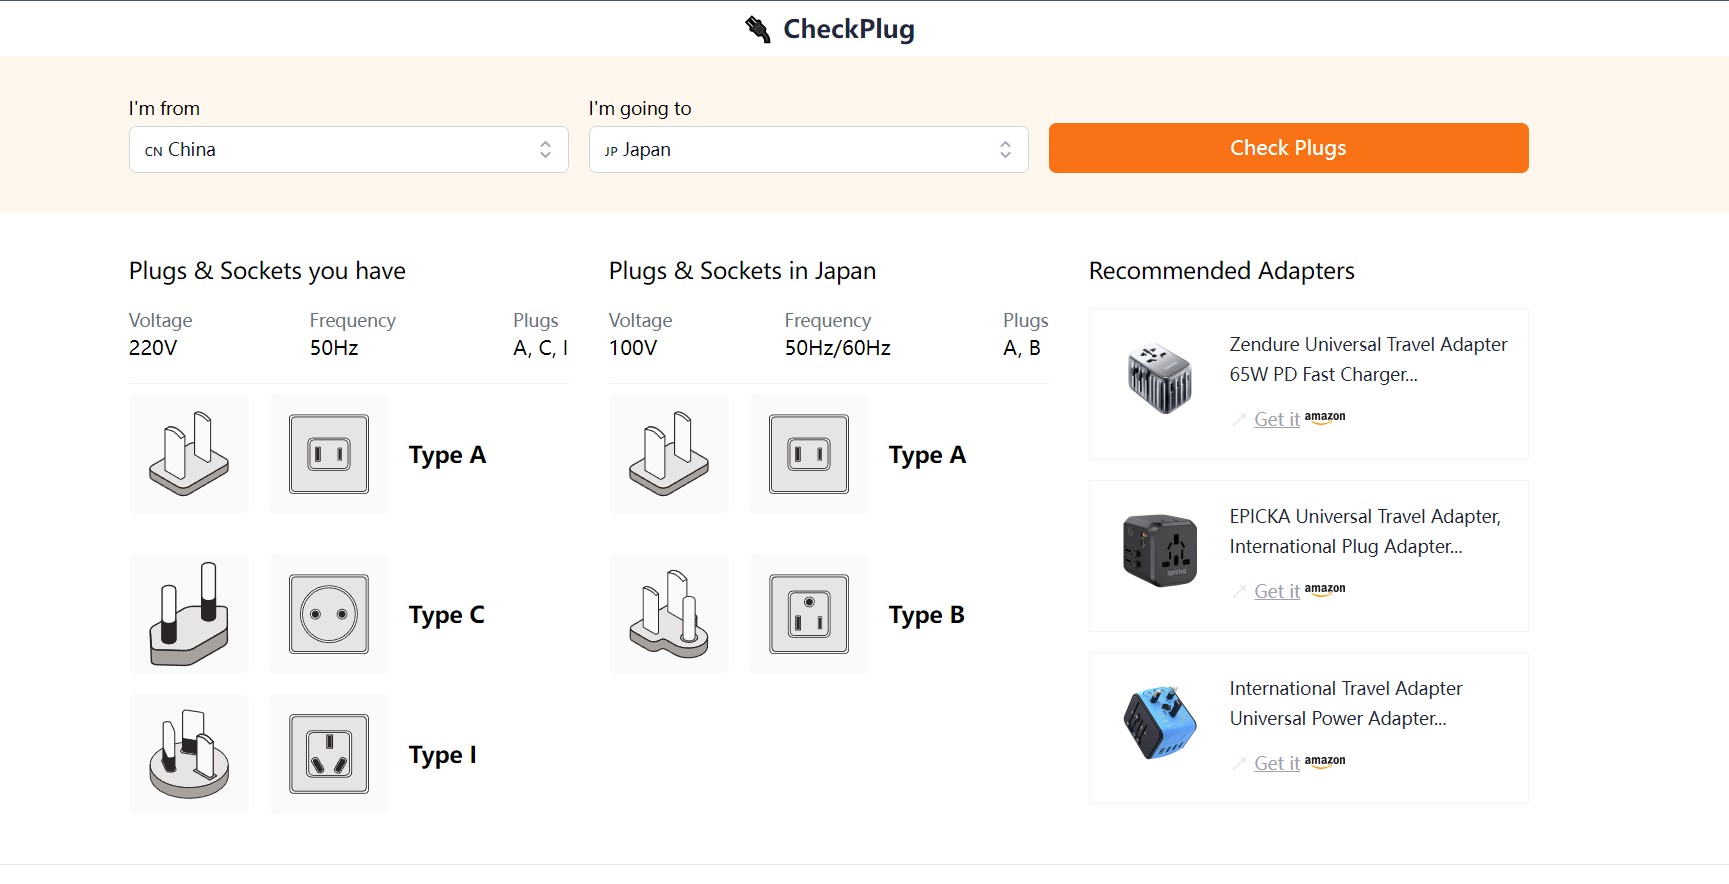 CheckPlug
I'm from
CN China
I'm going to
JP Japan
Check Plugs
Plugs & Sockets you have
Voltage
220V
Frequency
50Hz
Plugs
A, C, I
Type A
Type C
Type I
Plugs & Sockets in Japan
Voltage
100V
Frequency
50Hz/60Hz
Plugs
A, B
Type A
Type B
Recommended Adapters
Zendure Universal Travel Adapter
65W PD Fast Charger...
Get it amazon
EPICKA Universal Travel Adapter,
International Plug Adapter...
epicka
Get it amazon
International Travel Adapter
Universal Power Adapter...
Get it amazon